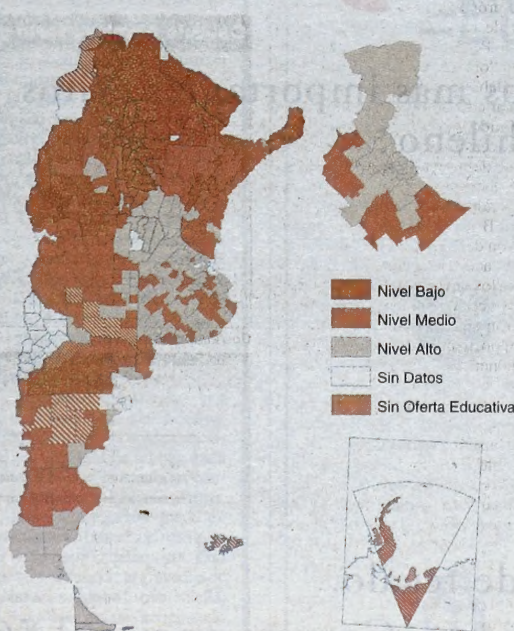 Nivel Bajo
Nivel Medio
Nivel Alto
Sin Datos
Sin Oferta Educativa